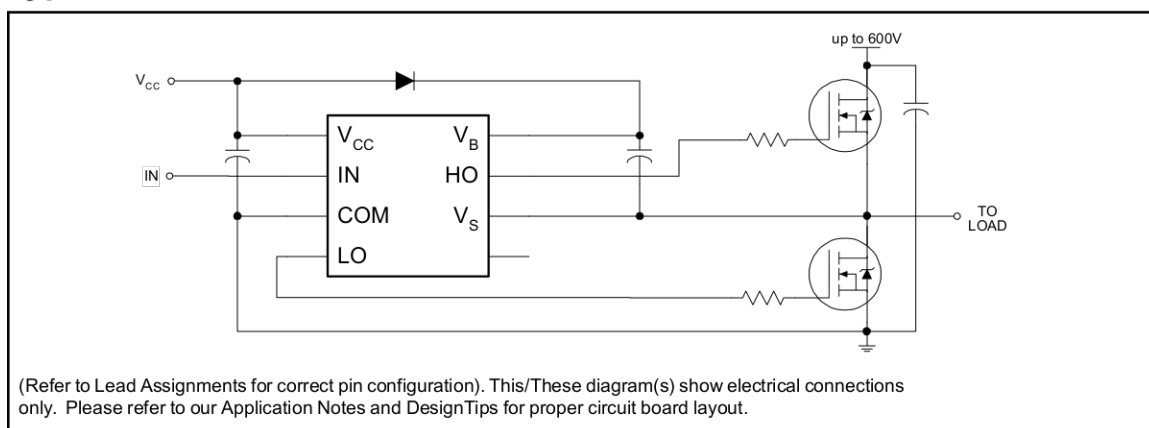 up to 600V
VCC
VCC
VB
IN
IN
HO
COM
VS
TO
LOAD
LO
(Refer to Lead Assignments for correct pin configuration). This/These diagram(s) show electrical connections
only. Please refer to our Application Notes and DesignTips for proper circuit board layout.